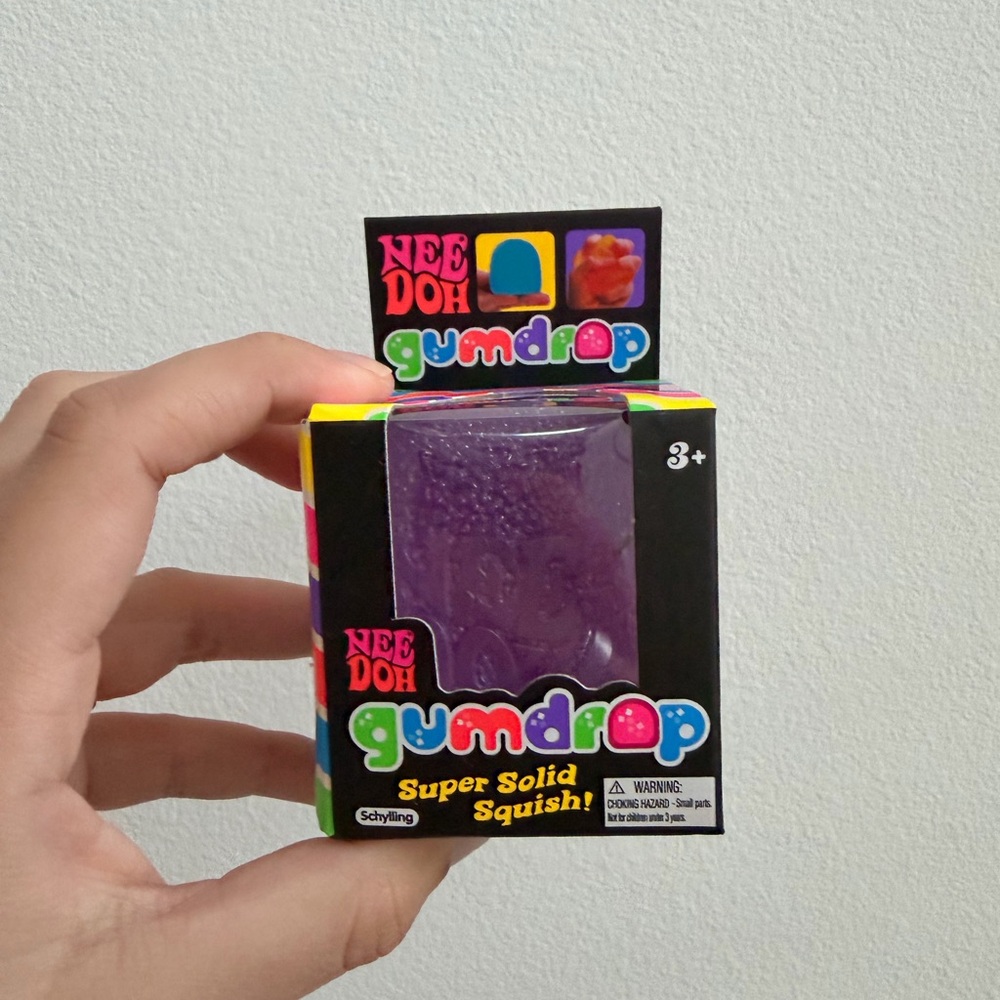 NEE
DOH
gumdrop
3+
NEE
DOH
gumdrop
Super Solid
Squish!
Schylling
WARNING:
CHOKING HAZARD - Small parts.
Not for children under 3 years.